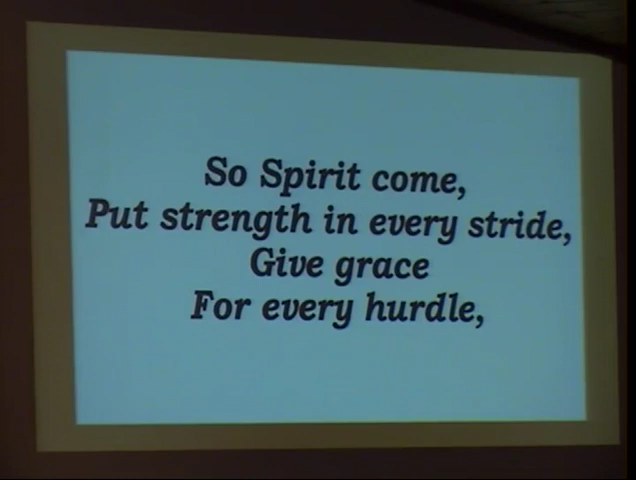 So Spirit come,
Put strength in every stride,
Give grace
For every hurdle,